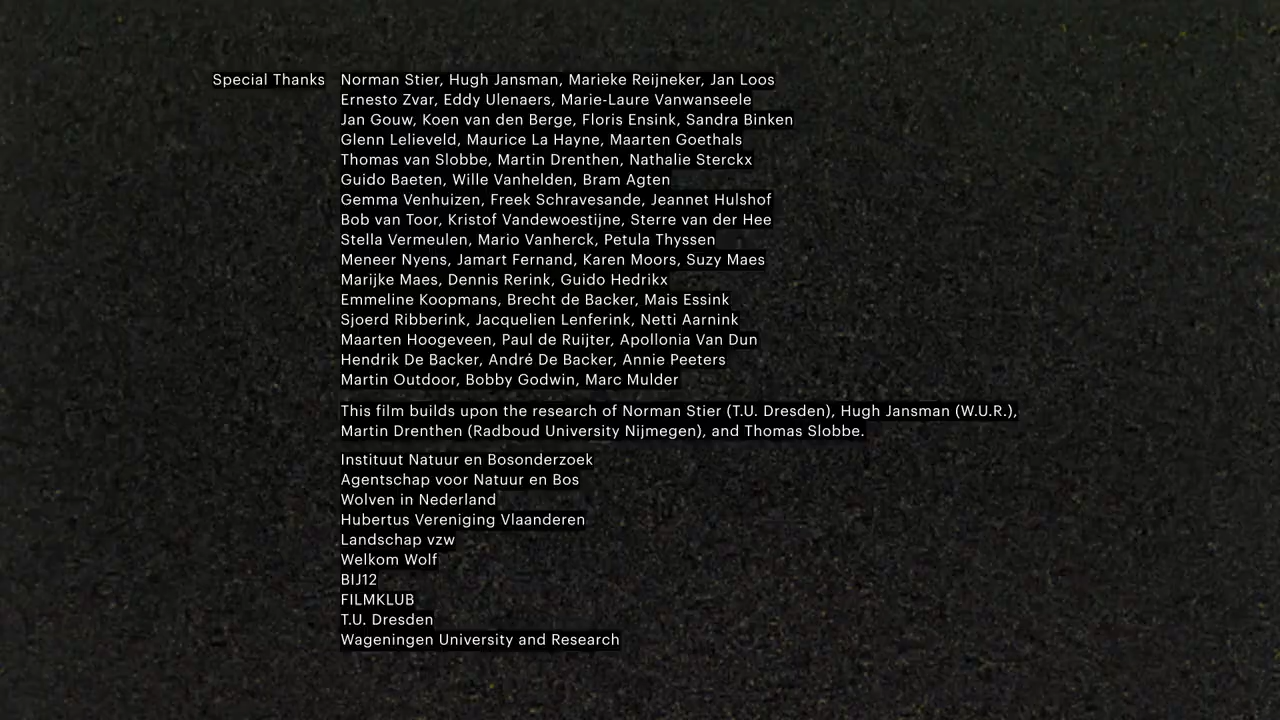 Special Thanks Norman Stier, Hugh Jansman, Marieke Reijneker, Jan Loos
Ernesto Zvar, Eddy Ulenaers, Marie-Laure Vanwanseele
Jan Gouw, Koen van den Berge, Floris Ensink, Sandra Binken
Glenn Lelieveld, Maurice La Hayne, Maarten Goethals
Thomas van Slobbe, Martin Drenthen, Nathalie Sterckx
Guido Baeten, Wille Vanhelden, Bram Agten
Gemma Venhuizen, Freek Schravesande, Jeannet Hulshof
Bob van Toor, Kristof Vandewoestijne, Sterre van der Hee
Stella Vermeulen, Mario Vanherck, Petula Thyssen
Meneer Nyens, Jamart Fernand, Karen Moors, Suzy Maes
Marijke Maes, Dennis Rerink, Guido Hedrikx
Emmeline Koopmans, Brecht de Backer, Mais Essink
Sjoerd Ribberink, Jacquelien Lenferink, Netti Aarnink
Maarten Hoogeveen, Paul de Ruijter, Apollonia Van Dun
Hendrik De Backer, André De Backer, Annie Peeters
Martin Outdoor, Bobby Godwin, Marc Mulder
This film builds upon the research of Norman Stier (T.U. Dresden), Hugh Jansman (W.U.R.),
Martin Drenthen (Radboud University Nijmegen), and Thomas Slobbe.
Instituut Natuur en Bosonderzoek
Agentschap voor Natuur en Bos
Wolven in Nederland
Hubertus Vereniging Vlaanderen
Landschap vzw
Welkom Wolf
BIJ12
FILMKLUB
T.U. Dresden
Wageningen University and Research